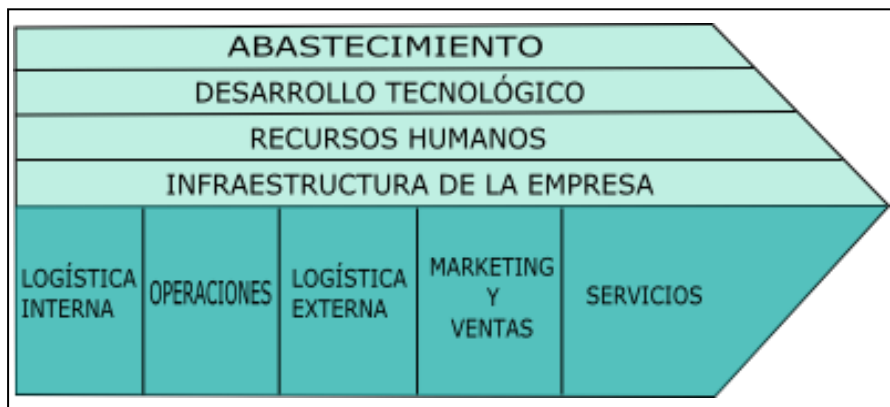 ABASTECIMIENTO
DESARROLLO TECNOLÓGICO
RECURSOS HUMANOS
INFRAESTRUCTURA DE LA EMPRESA
LOGÍSTICA
INTERNA
OPERACIONES
LOGÍSTICA
EXTERNA
MARKETING
Y
VENTAS
SERVICIOS